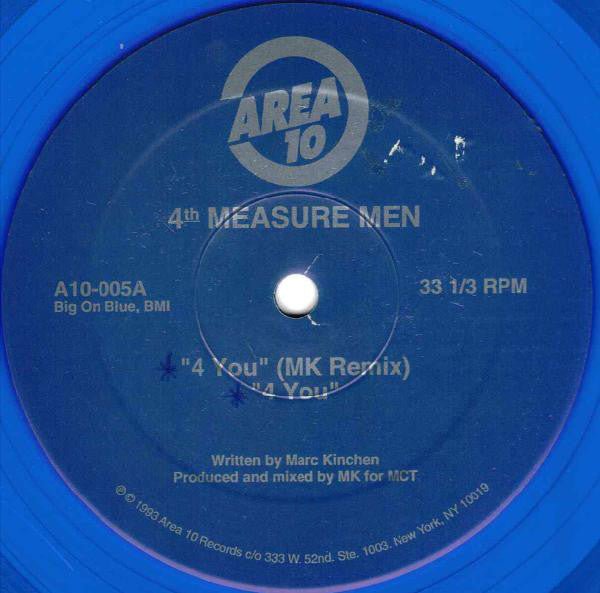 AREA
10
4th MEASURE MEN
A10-005A
Big On Blue, BMI
33 1/3 RPM
"4 You" (MK Remix)
"4 You"
Written by Marc Kinchen
Produced and mixed by MK for MCT
℗ © 1993 Area 10 Records c/o 333 W. 52nd. Ste. 1003. New York, NY 10019